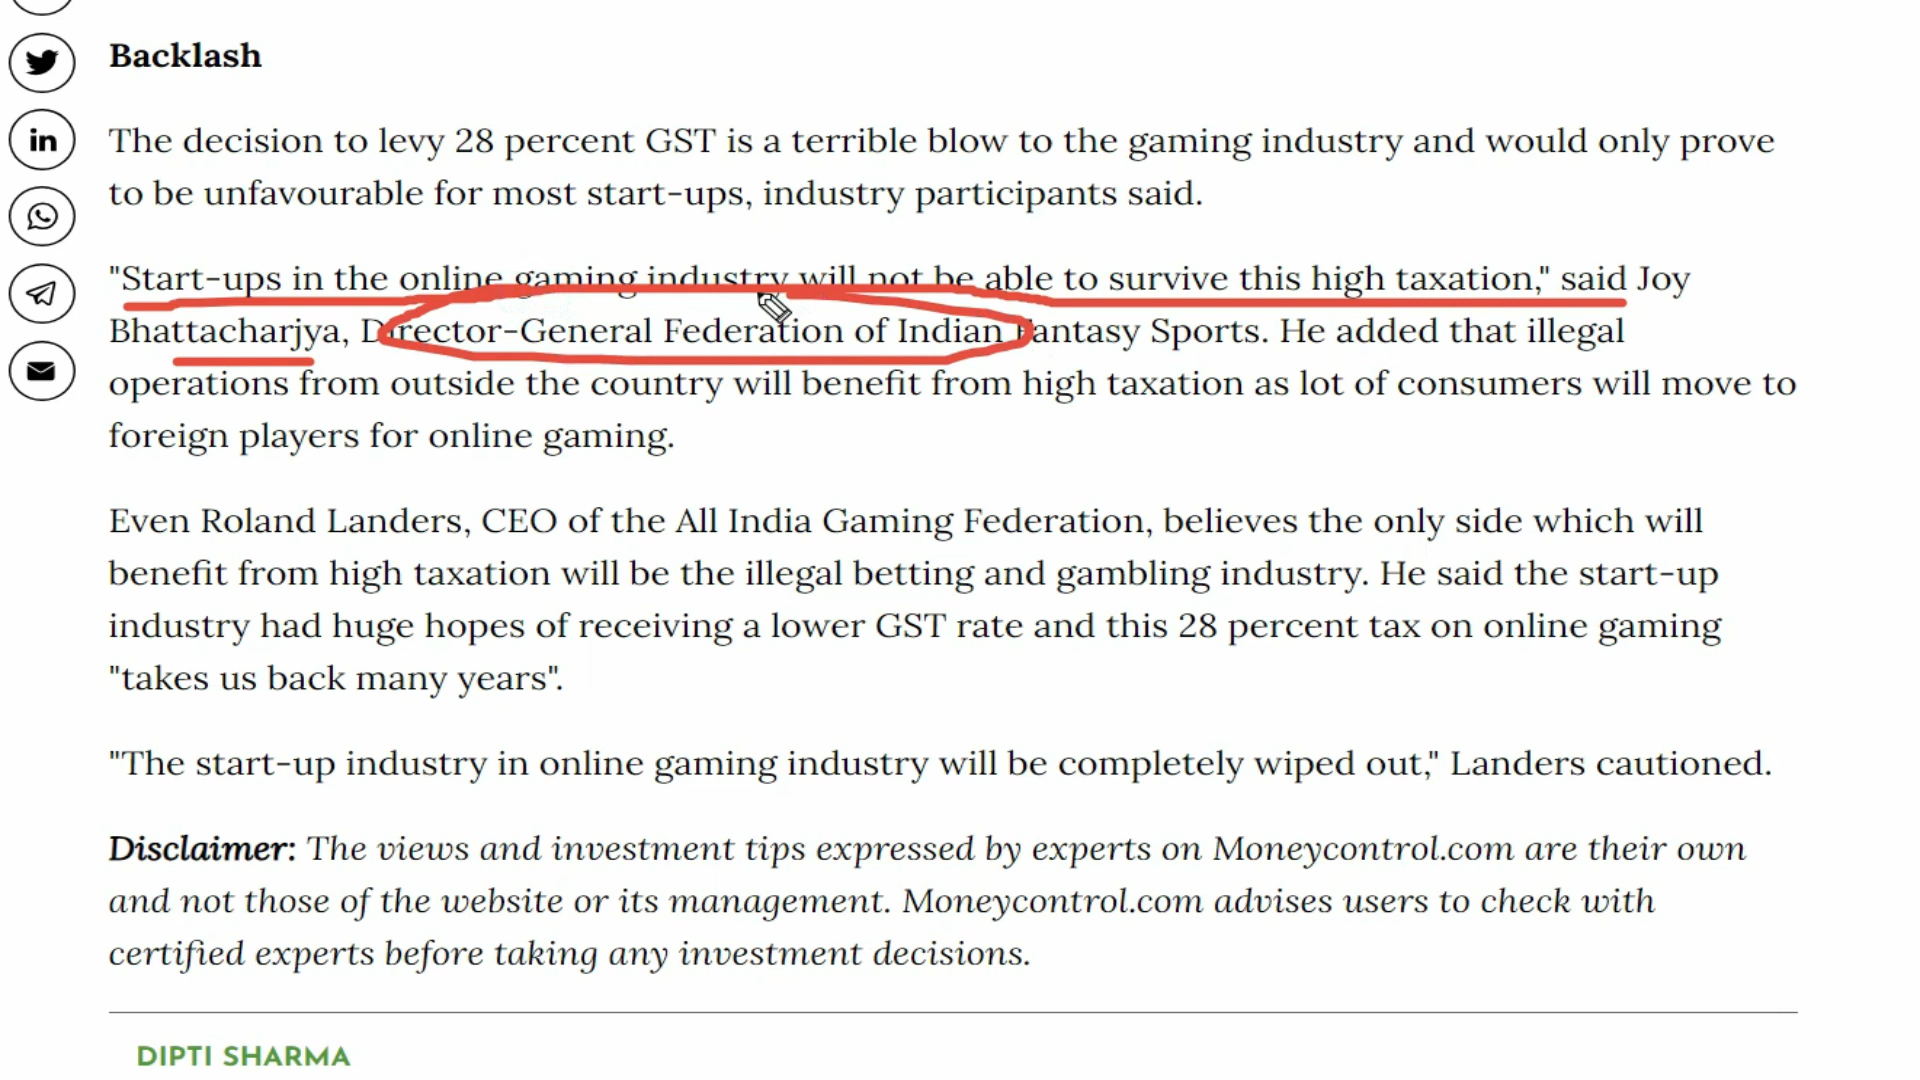 Backlash
The decision to levy 28 percent GST is a terrible blow to the gaming industry and would only prove
to be unfavourable for most start-ups, industry participants said.
"Start-ups in the online gaming industry will not be able to survive this high taxation," said Joy
Bhattacharjya, Director-General Federation of Indian Fantasy Sports. He added that illegal
operations from outside the country will benefit from high taxation as lot of consumers will move to
foreign players for online gaming.
Even Roland Landers, CEO of the All India Gaming Federation, believes the only side which will
benefit from high taxation will be the illegal betting and gambling industry. He said the start-up
industry had huge hopes of receiving a lower GST rate and this 28 percent tax on online gaming
"takes us back many years".
"The start-up industry in online gaming industry will be completely wiped out," Landers cautioned.
Disclaimer: The views and investment tips expressed by experts on Moneycontrol.com are their own
and not those of the website or its management. Moneycontrol.com advises users to check with
certified experts before taking any investment decisions.
DIPTI SHARMA